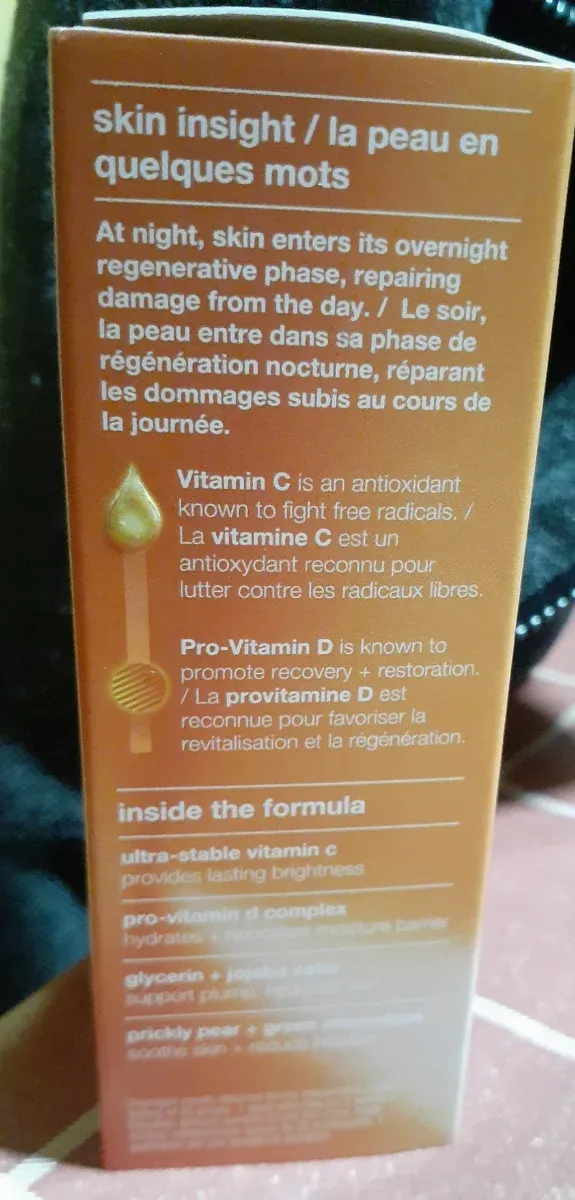 skin insight / la peau en
quelques mots
At night, skin enters its overnight
regenerative phase, repairing
damage from the day. / Le soir,
la peau entre dans sa phase de
régénération nocturne, réparant
les dommages subis au cours de
la journée.
Vitamin C is an antioxidant
known to fight free radicals. /
La vitamine C est un
antioxydant reconnu pour
lutter contre les radicaux libres.
Pro-Vitamin D is known to
promote recovery + restoration.
/ La provitamine D est
reconnue pour favoriser la
revitalisation et la régénération.
inside the formula
ultra-stable vitamin c
provides lasting brightness
pro-vitamin d complex
hydrates + nourishes moisture barrier
glycerin + jojoba
support plump
prickly pear + green
soothe skin + reduce